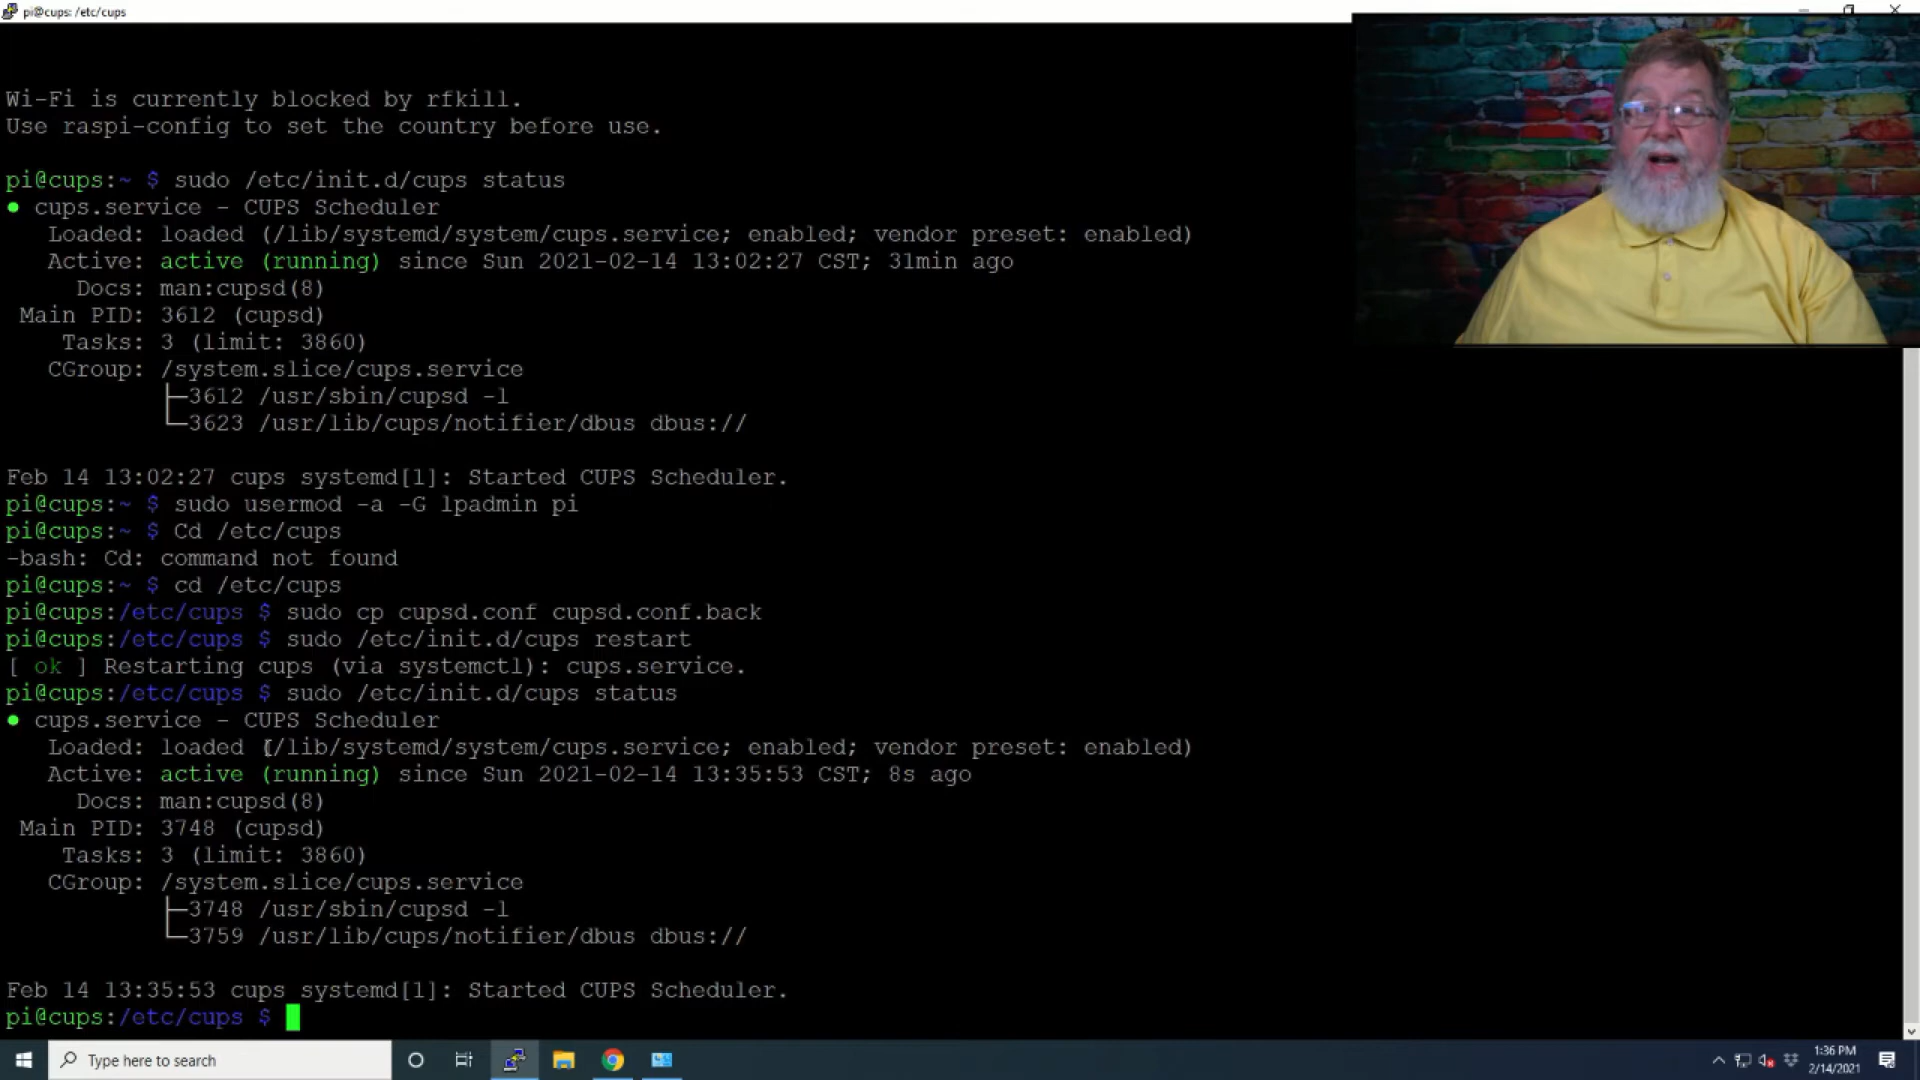 pi@cups: /etc/cups
Wi-Fi is currently blocked by rfkill.
Use raspi-config to set the country before use.
pi@cups:~ $ sudo /etc/init.d/cups status
● cups.service - CUPS Scheduler
Loaded: loaded (/lib/systemd/system/cups.service; enabled; vendor preset: enabled)
Active: active (running) since Sun 2021-02-14 13:02:27 CST; 31min ago
Docs: man:cupsd(8)
Main PID: 3612 (cupsd)
Tasks: 3 (limit: 3860)
CGroup: /system.slice/cups.service
├─3612 /usr/sbin/cupsd -l
└─3623 /usr/lib/cups/notifier/dbus dbus://
Feb 14 13:02:27 cups systemd[1]: Started CUPS Scheduler.
pi@cups:~ $ sudo usermod -a -G lpadmin pi
pi@cups:~ $ Cd /etc/cups
-bash: Cd: command not found
pi@cups:~ $ cd /etc/cups
pi@cups:/etc/cups $ sudo cp cupsd.conf cupsd.conf.back
pi@cups:/etc/cups $ sudo /etc/init.d/cups restart
[ ok ] Restarting cups (via systemctl): cups.service.
pi@cups:/etc/cups $ sudo /etc/init.d/cups status
● cups.service - CUPS Scheduler
Loaded: loaded (/lib/systemd/system/cups.service; enabled; vendor preset: enabled)
Active: active (running) since Sun 2021-02-14 13:35:53 CST; 8s ago
Docs: man:cupsd(8)
Main PID: 3748 (cupsd)
Tasks: 3 (limit: 3860)
CGroup: /system.slice/cups.service
├─3748 /usr/sbin/cupsd -l
└─3759 /usr/lib/cups/notifier/dbus dbus://
Feb 14 13:35:53 cups systemd[1]: Started CUPS Scheduler.
pi@cups:/etc/cups $
Type here to search
1:36 PM
2/14/2021